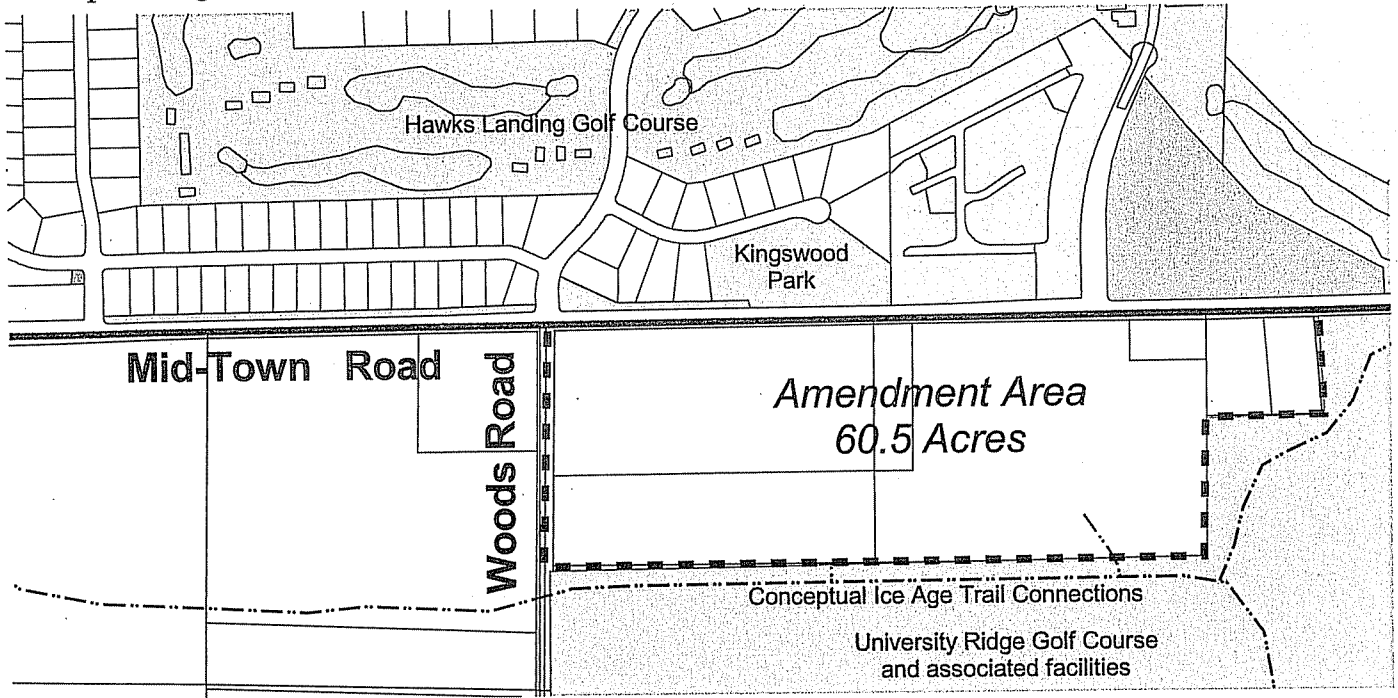 Hawks Landing Golf Course
Kingswood
Park
Mid-Town Road
Woods Road
Amendment Area
60.5 Acres
Conceptual Ice Age Trail Connections
University Ridge Golf Course
and associated facilities